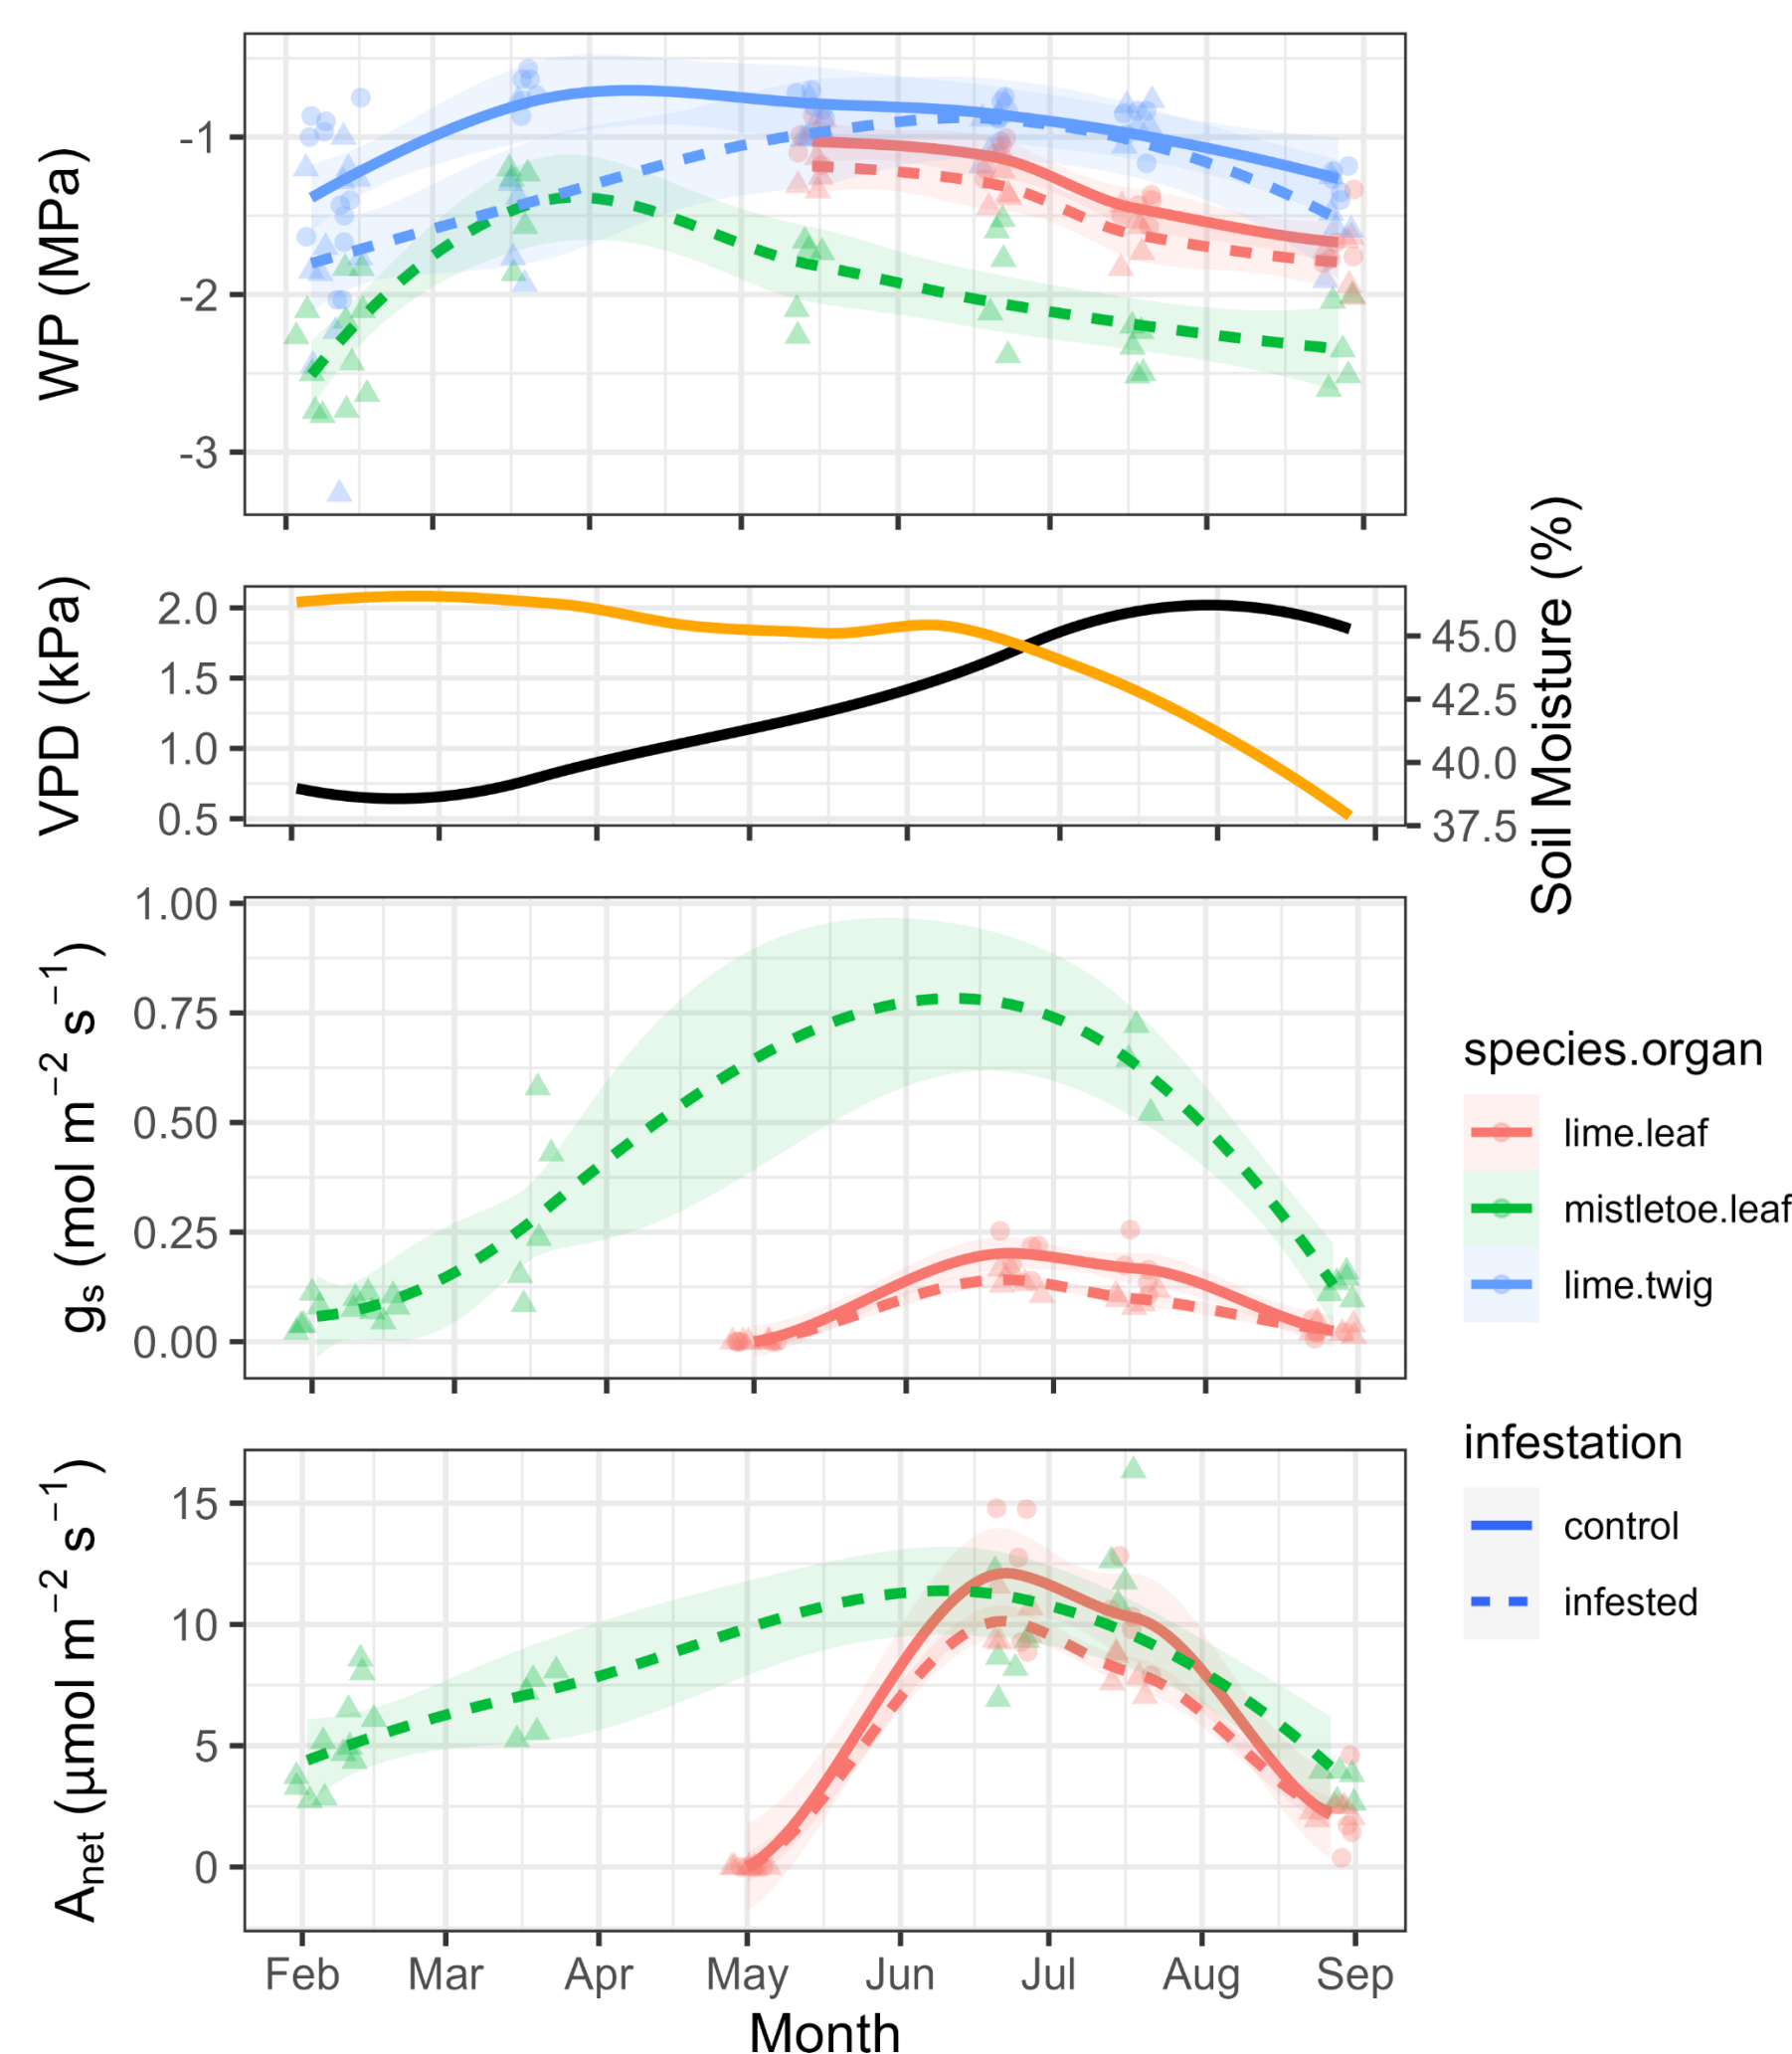 WP (MPa)
-1
-2
-3
VPD (kPa)
2.0
1.5
1.0
0.5
45.0
42.5
40.0
37.5
Soil Moisture (%)
gs (mol m−2 s−1)
1.00
0.75
0.50
0.25
0.00
species.organ
lime.leaf
mistletoe.leaf
lime.twig
infestation
control
infested
Anet (µmol m−2 s−1)
15
10
5
0
Feb Mar Apr May Jun Jul Aug Sep
Month